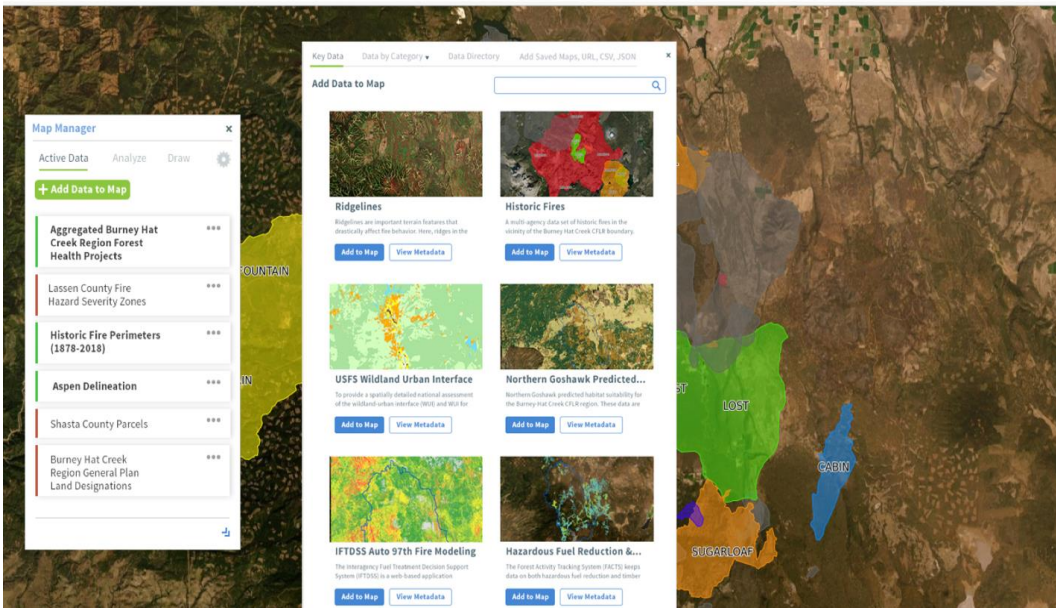 Map Manager
Active Data
Analyze
Draw
Add Data to Map
Aggregated Burney Hat
Creek Region Forest
Health Projects
Lassen County Fire
Hazard Severity Zones
Historic Fire Perimeters
(1878-2018)
Aspen Delineation
Shasta County Parcels
Burney Hat Creek
Region General Plan
Land Designations
Key Data
Data by Category
Data Directory
Add Saved Maps, URL, CSV, JSON
Add Data to Map
Ridgelines
Ridgelines are important terrain features that
drastically affect fire behavior. Here, ridges in the
Add to Map
View Metadata
Historic Fires
A multi-agency data set of historic fires in the
vicinity of the Burney Hat Creek CFLR boundary.
Add to Map
View Metadata
USFS Wildland Urban Interface
To provide a spatially detailed national assessment
of the wildland-urban interface (WUI) and WUI for
Add to Map
View Metadata
Northern Goshawk Predicted...
Northern Goshawk predicted habitat suitability for
the Burney-Hat Creek CFLR region. These data are
Add to Map
View Metadata
IFTDSS Auto 97th Fire Modeling
The Interagency Fuel Treatment Decision Support
System (IFTDSS) is a web-based application
Add to Map
View Metadata
Hazardous Fuel Reduction &...
The Forest Activity Tracking System (FACTS) keeps
data on both hazardous fuel reduction and timber
Add to Map
View Metadata
OUNTAIN
IN
ST
LOST
CABIN
SUGARLOAF